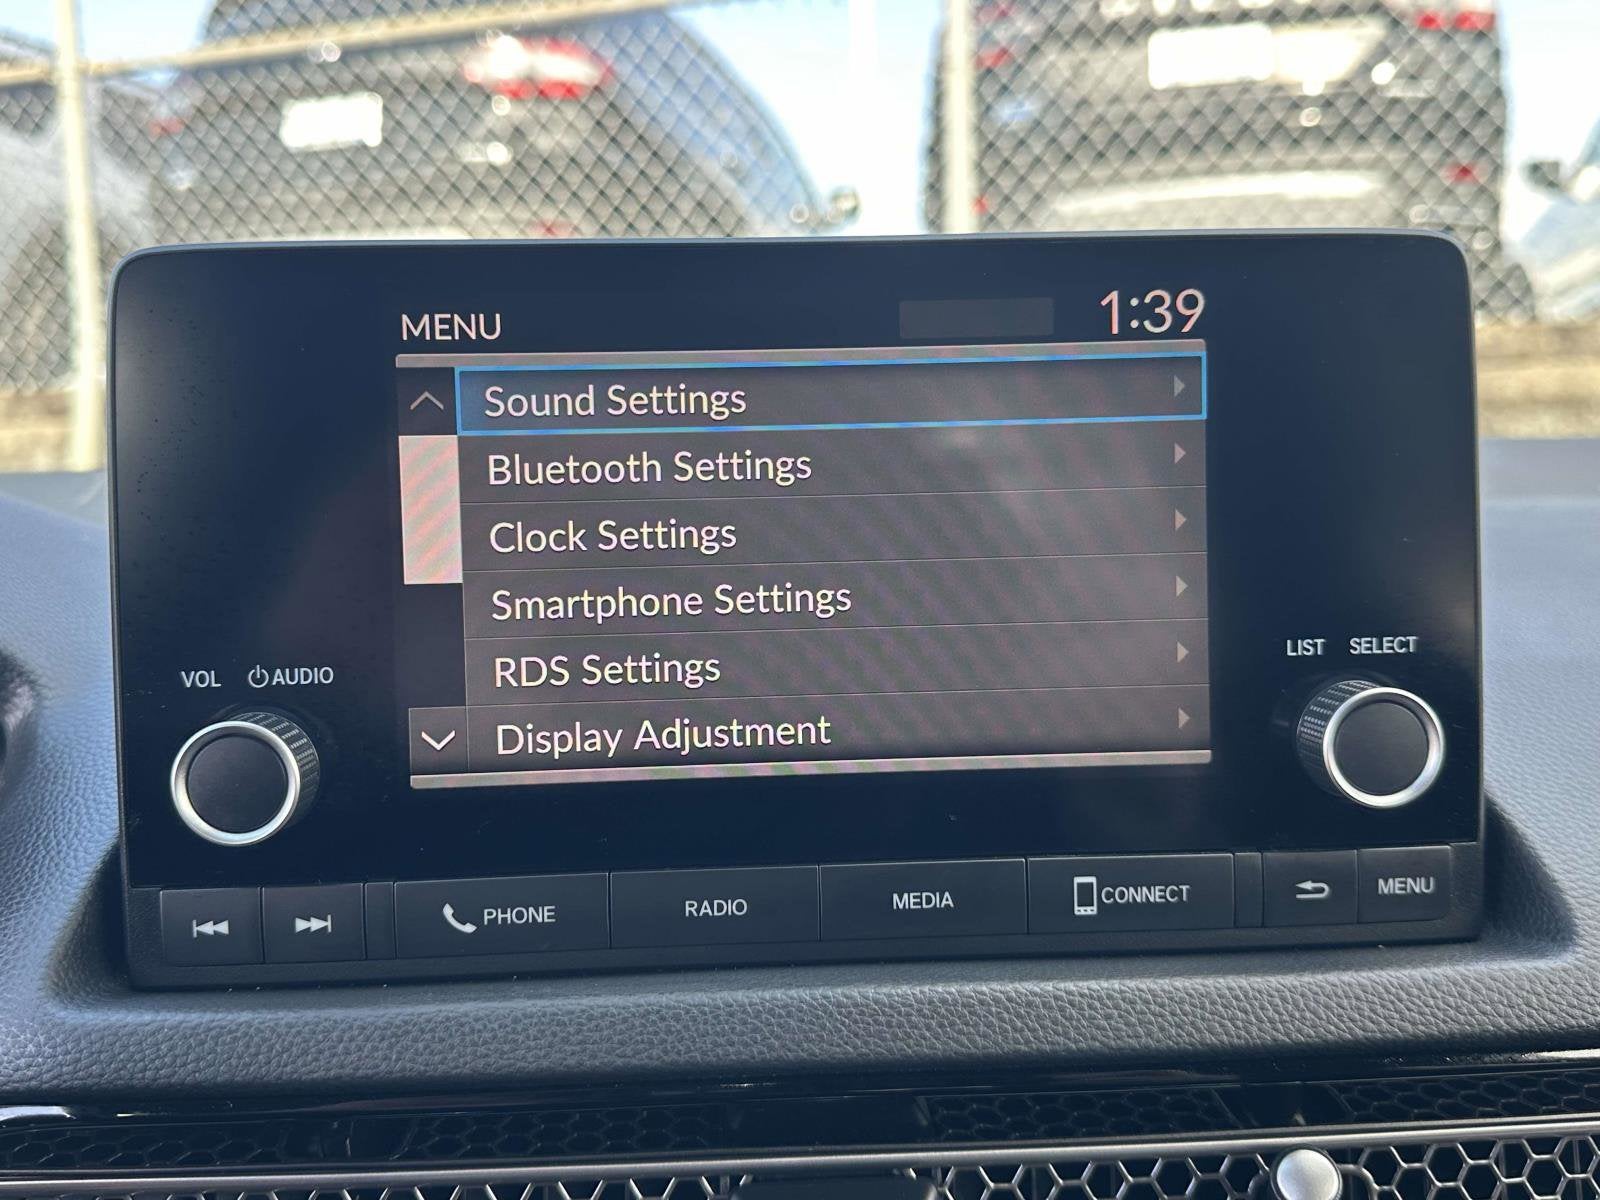 MENU
1:39
Sound Settings
Bluetooth Settings
Clock Settings
Smartphone Settings
RDS Settings
Display Adjustment
VOL AUDIO
LIST SELECT
PHONE
RADIO
MEDIA
CONNECT
MENU